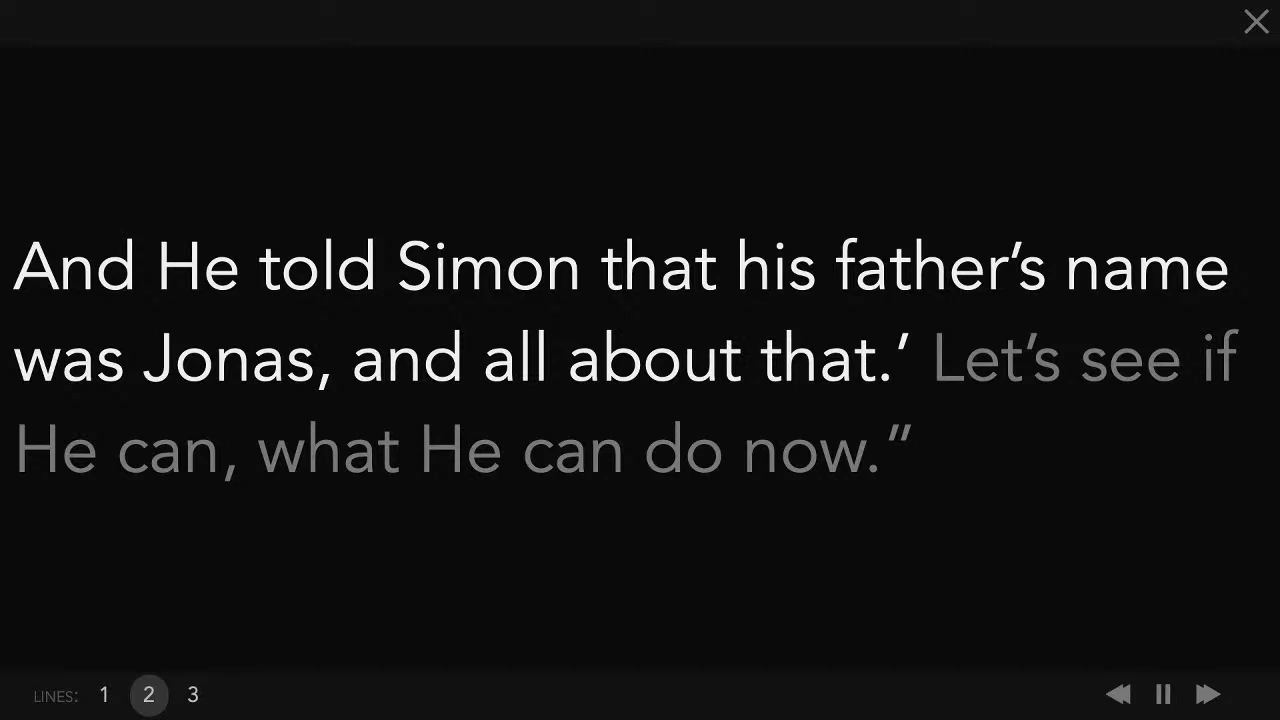 And He told Simon that his father’s name
was Jonas, and all about that.’ Let’s see if
He can, what He can do now.”
LINES: 1 2 3